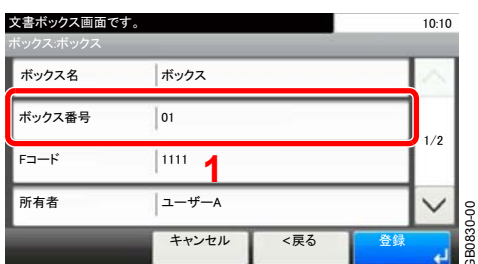 文書ボックス画面です。 10:10
ボックス:ボックス
ボックス名 ボックス
ボックス番号 01
1/2
Fコード 1111
1
所有者 ユーザーA
キャンセル <戻る 登録
GB0830-00